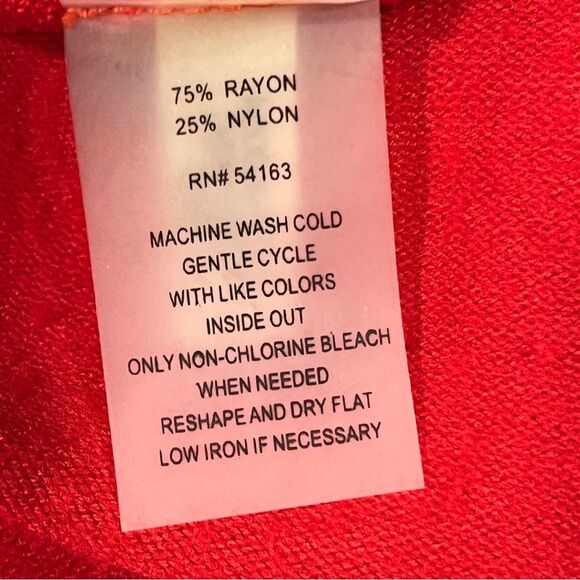 75% RAYON
25% NYLON
RN# 54163
MACHINE WASH COLD
GENTLE CYCLE
WITH LIKE COLORS
INSIDE OUT
ONLY NON-CHLORINE BLEACH
WHEN NEEDED
RESHAPE AND DRY FLAT
LOW IRON IF NECESSARY